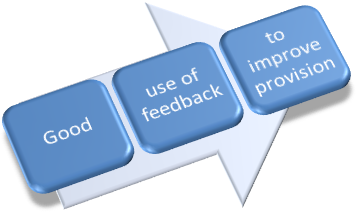 Good
use of
feedback
to
improve
provision